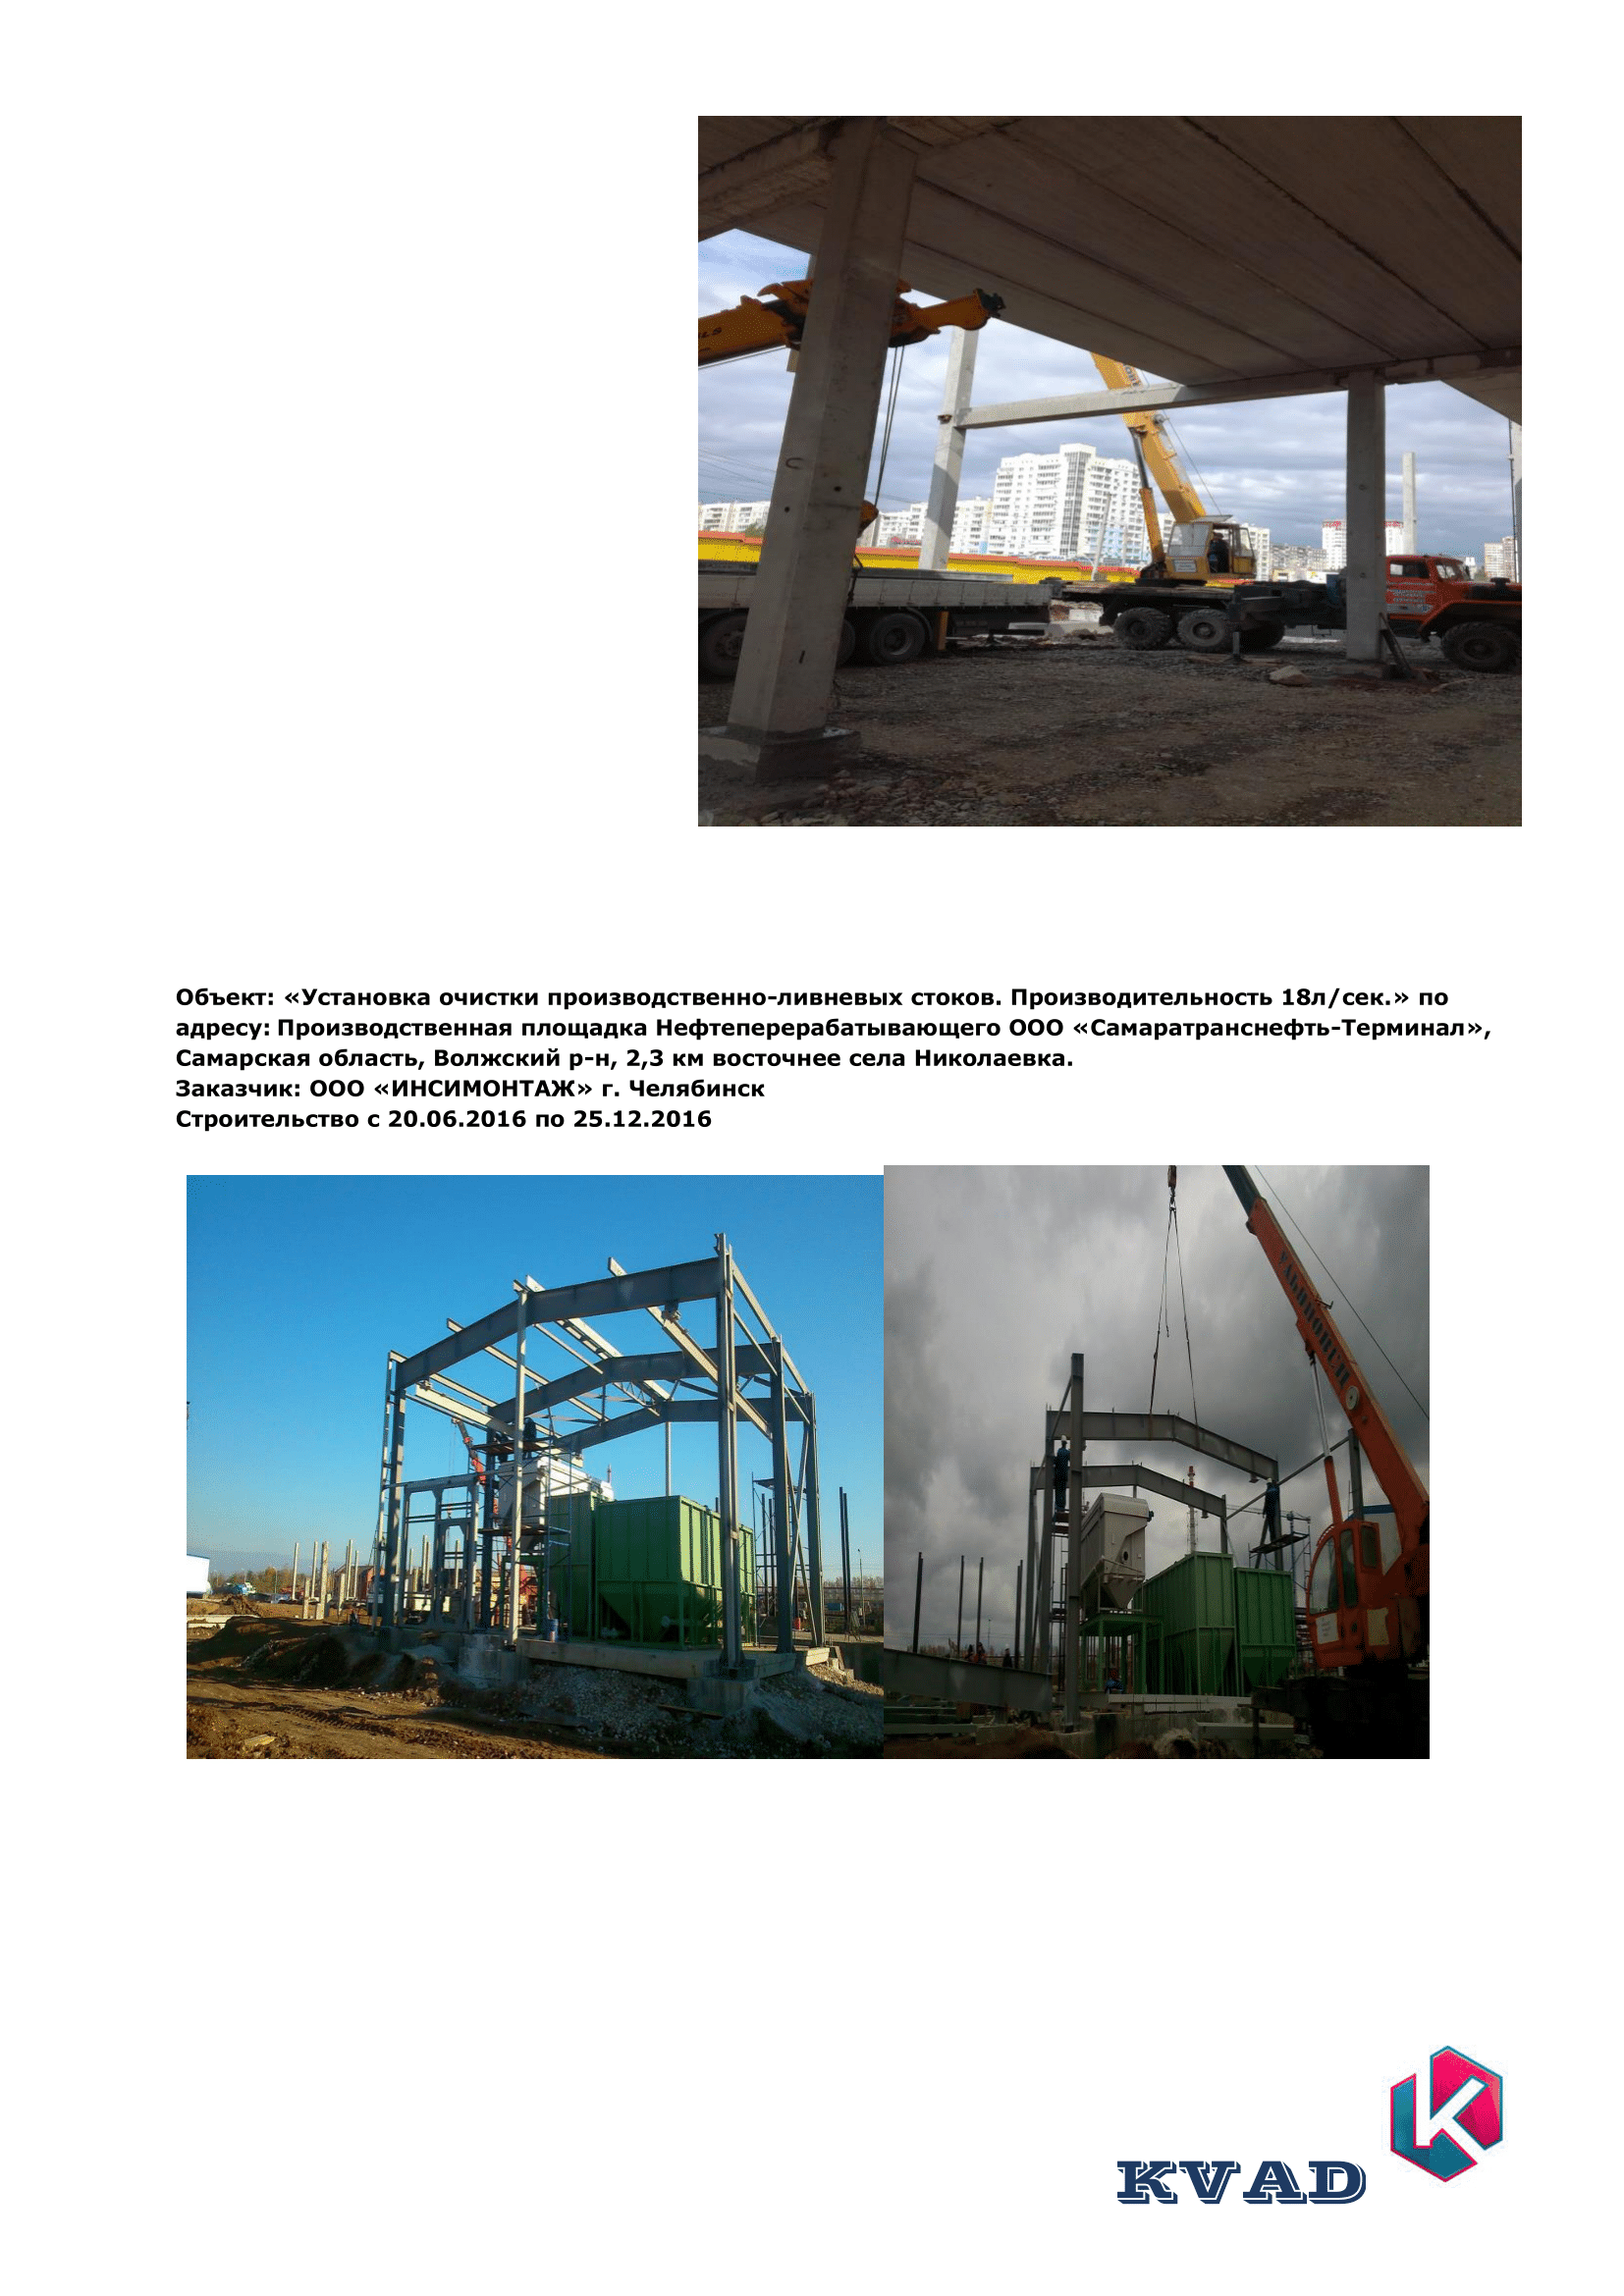 Объект: «Установка очистки производственно-ливневых стоков. Производительность 18л/сек.» по
адресу: Производственная площадка Нефтеперерабатывающего ООО «Самаратранснефть-Терминал»,
Самарская область, Волжский р-н, 2,3 км восточнее села Николаевка.
Заказчик: ООО «ИНСИМОНТАЖ» г. Челябинск
Строительство с 20.06.2016 по 25.12.2016
УЛЬЯНОВЕЦ
KVAD